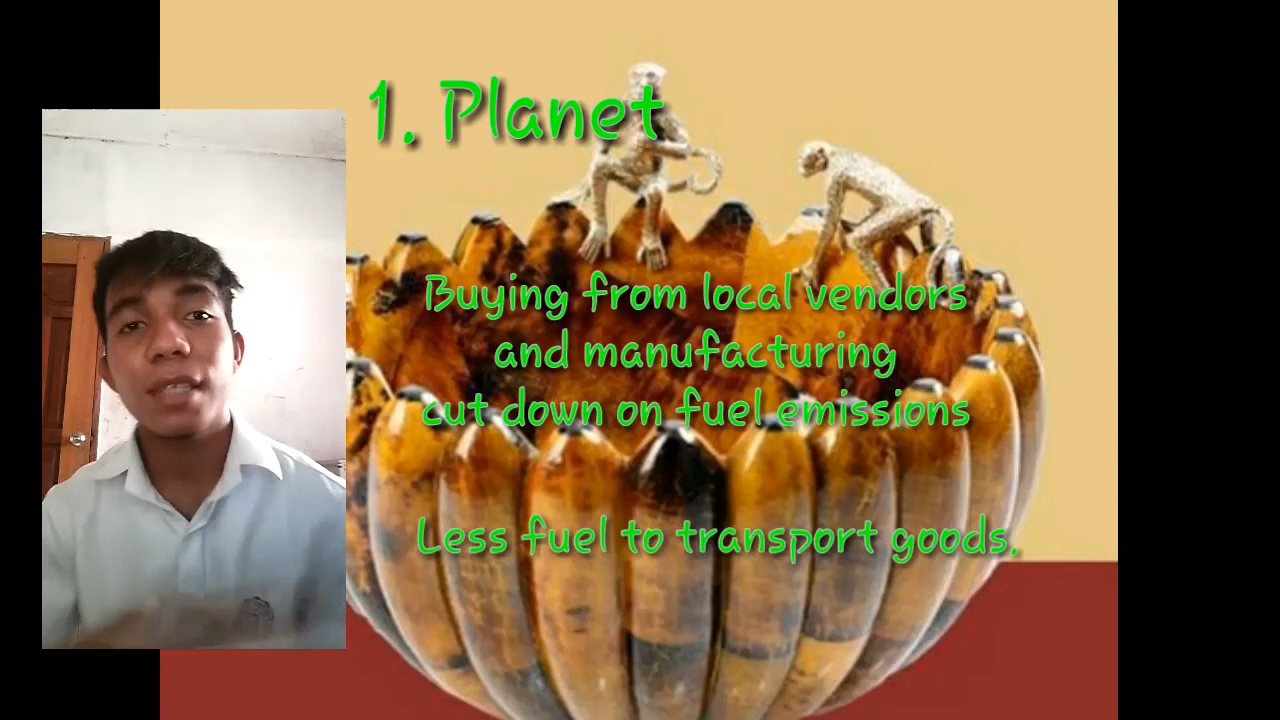 1. Planet
Buying from local vendors
and manufacturing
cut down on fuel emissions
Less fuel to transport goods.